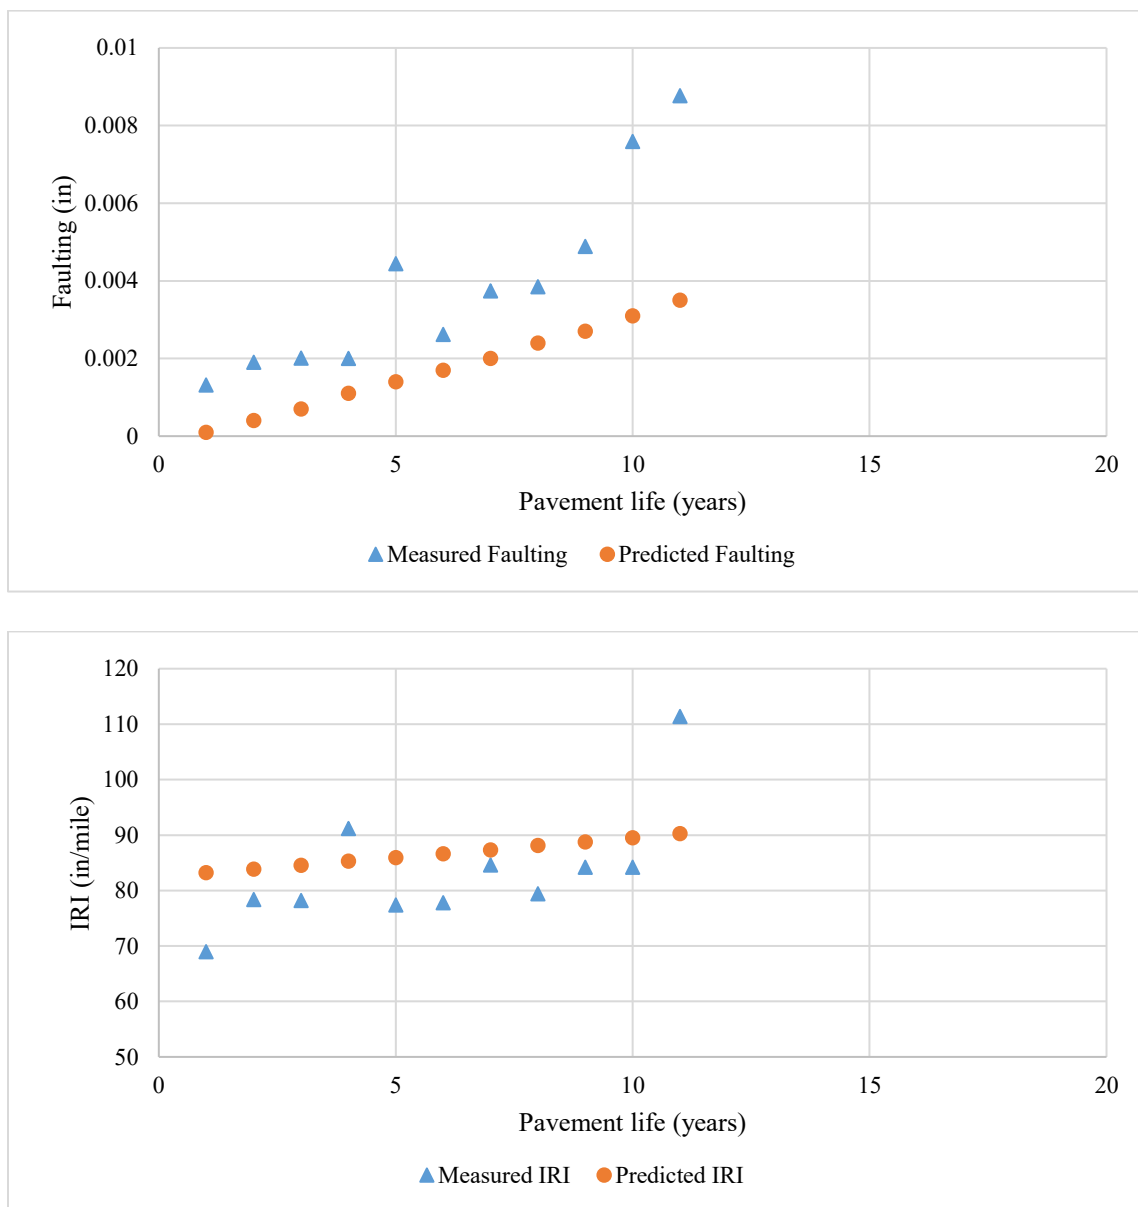 0.01
0.008
0.006
0.004
0.002
0
Faulting (in)
0 5 10 15 20
Pavement life (years)
Measured Faulting Predicted Faulting
120
110
100
90
80
70
60
50
IRI (in/mile)
0 5 10 15 20
Pavement life (years)
Measured IRI Predicted IRI